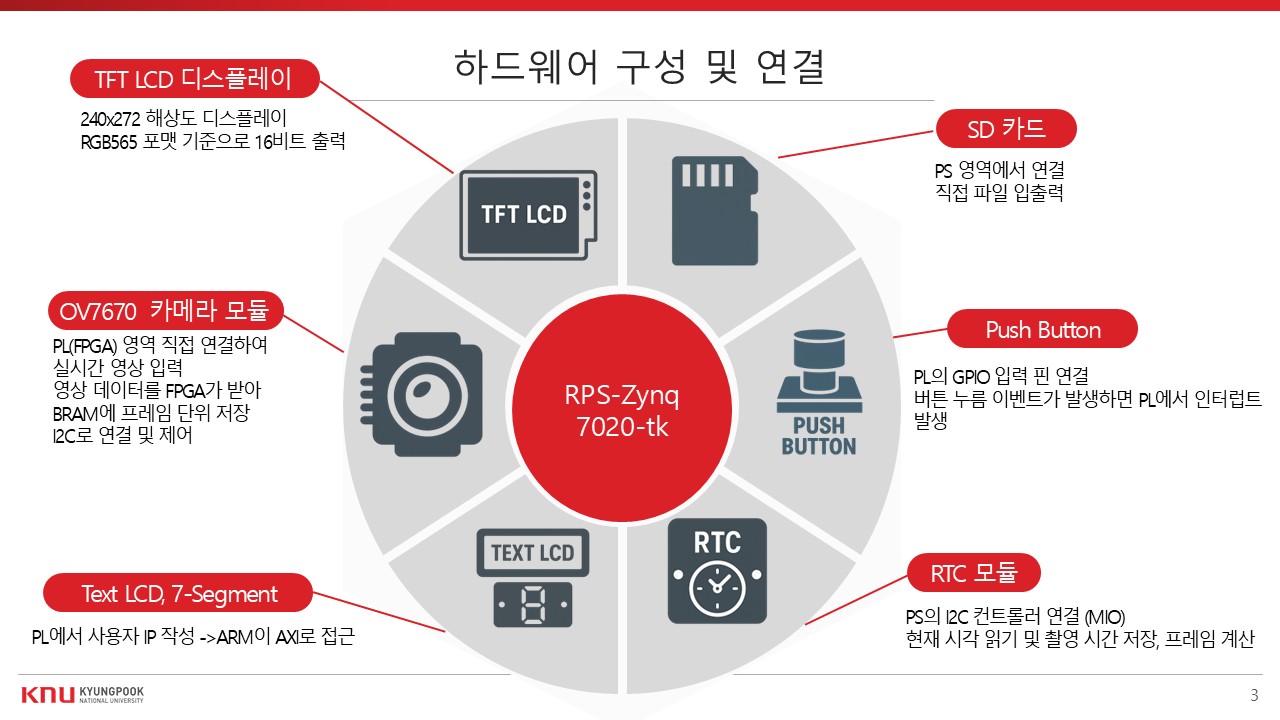 하드웨어 구성 및 연결
TFT LCD 디스플레이
240x272 해상도 디스플레이
RGB565 포맷 기준으로 16비트 출력
TFT LCD
SD 카드
PS 영역에서 연결
직접 파일 입출력
OV7670 카메라 모듈
PL(FPGA) 영역 직접 연결하여
실시간 영상 입력
영상 데이터를 FPGA가 받아
BRAM에 프레임 단위 저장
I2C로 연결 및 제어
RPS-Zynq
7020-tk
Push Button
PL의 GPIO 입력 핀 연결
버튼 누름 이벤트가 발생하면 PL에서 인터럽트
발생
PUSH
BUTTON
Text LCD, 7-Segment
PL에서 사용자 IP 작성 ->ARM이 AXI로 접근
TEXT LCD
8
RTC
RTC 모듈
PS의 I2C 컨트롤러 연결 (MIO)
현재 시각 읽기 및 촬영 시간 저장, 프레임 계산
KNU KYUNGPOOK
NATIONAL UNIVERSITY
3